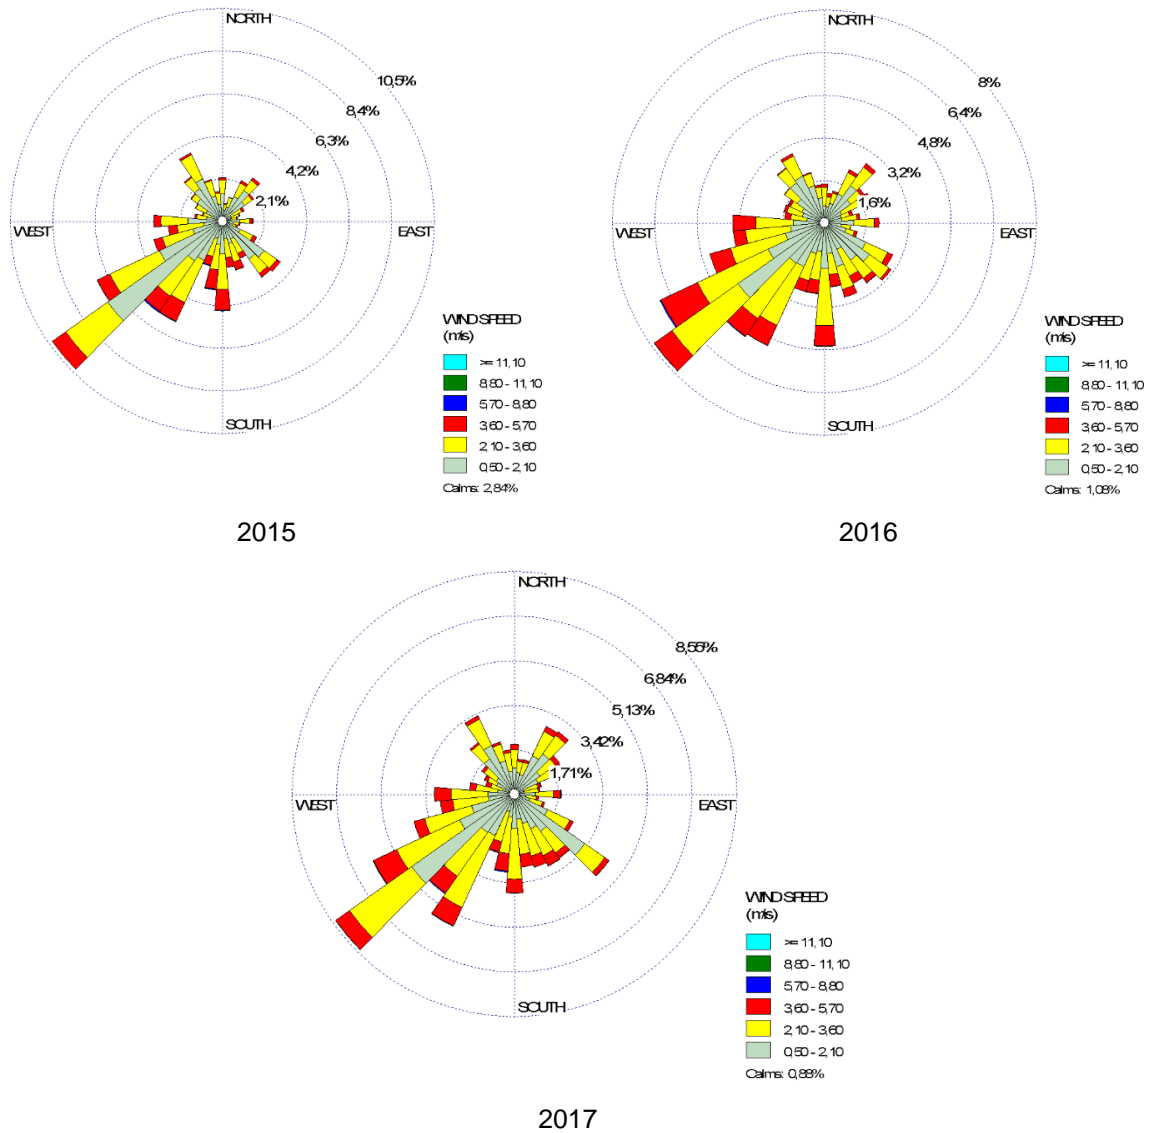 NORTH
10,5%
8,4%
6,3%
4,2%
2,1%
WEST
EAST
SOUTH
WIND SPEED
(m/s)
>= 11,10
8,80 - 11,10
5,70 - 8,80
3,60 - 5,70
2,10 - 3,60
0,50 - 2,10
Calms: 2,84%
2015
NORTH
8%
6,4%
4,8%
3,2%
1,6%
WEST
EAST
SOUTH
WIND SPEED
(m/s)
>= 11,10
8,80 - 11,10
5,70 - 8,80
3,60 - 5,70
2,10 - 3,60
0,50 - 2,10
Calms: 1,08%
2016
NORTH
8,55%
6,84%
5,13%
3,42%
1,71%
WEST
EAST
SOUTH
WIND SPEED
(m/s)
>= 11,10
8,80 - 11,10
5,70 - 8,80
3,60 - 5,70
2,10 - 3,60
0,50 - 2,10
Calms: 0,88%
2017